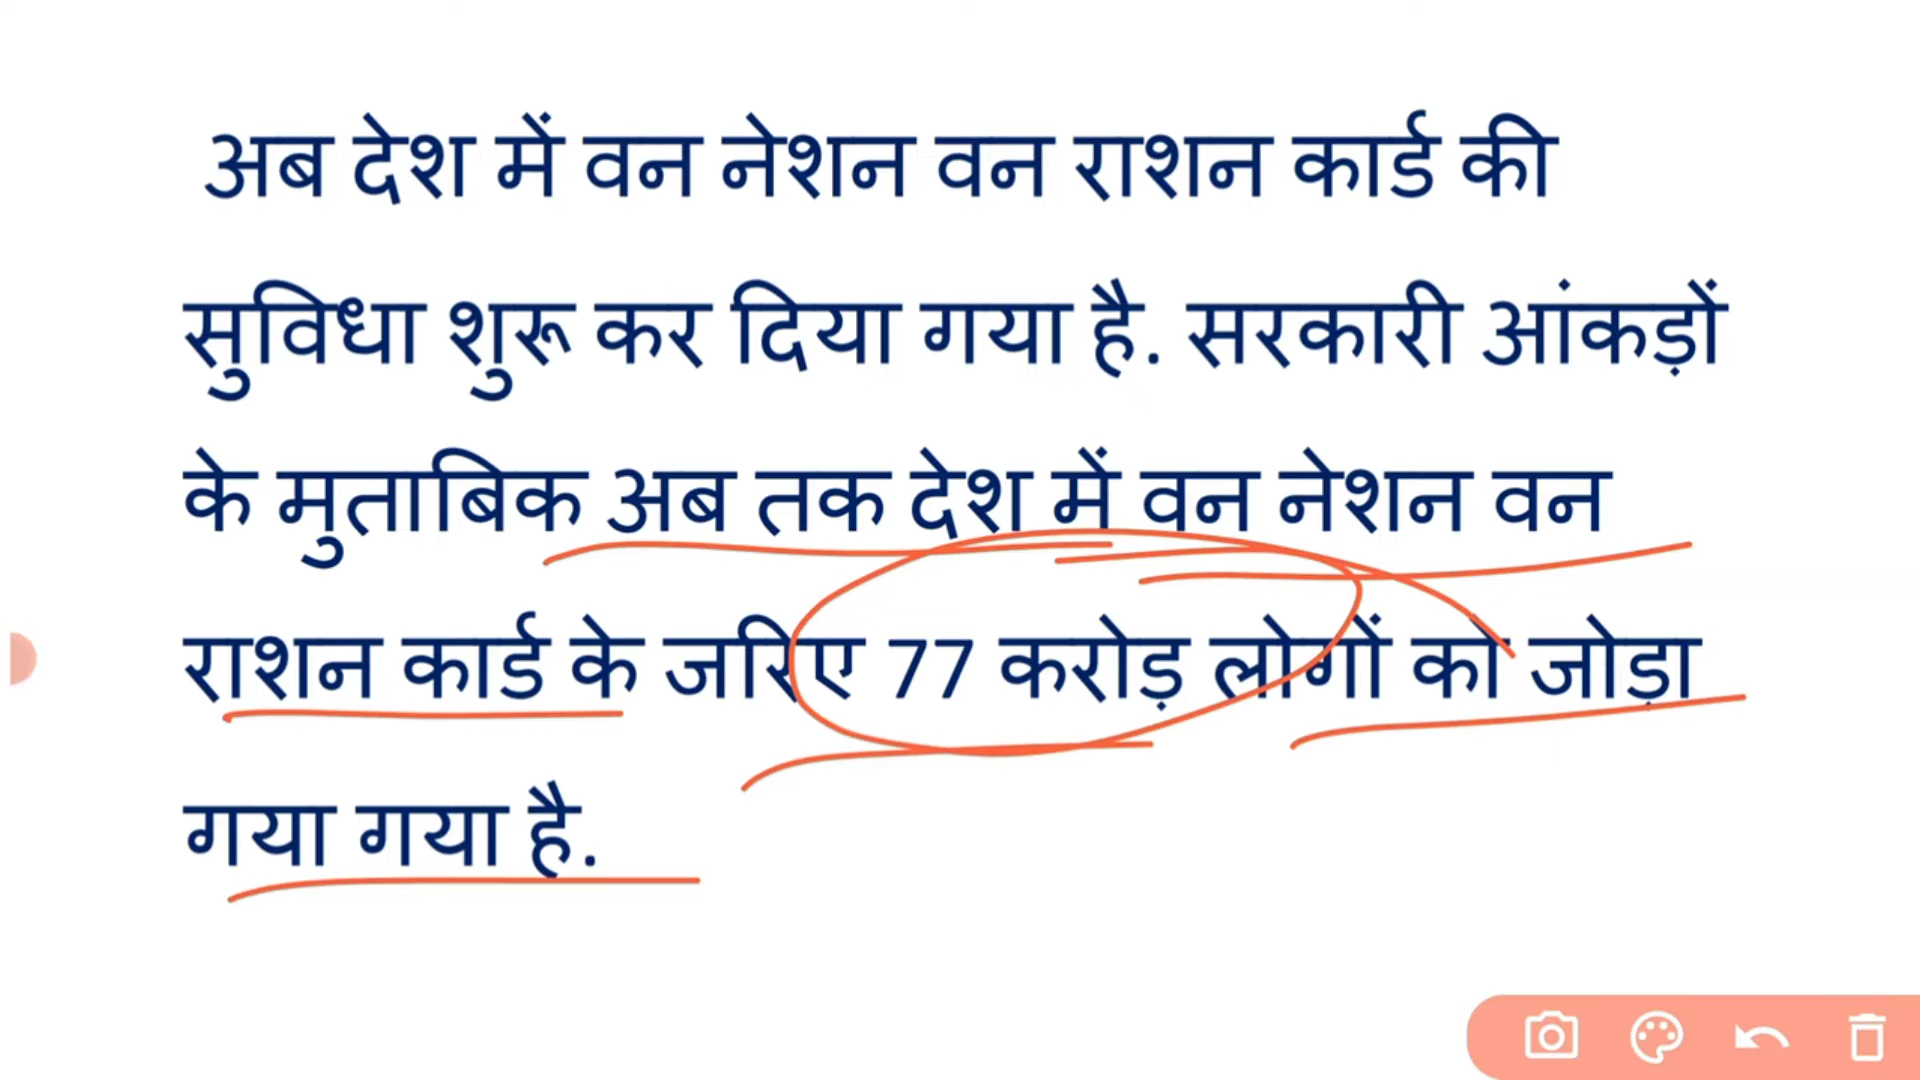 अब देश में वन नेशन वन राशन कार्ड की
सुविधा शुरू कर दिया गया है. सरकारी आंकड़ों
के मुताबिक अब तक देश में वन नेशन वन
राशन कार्ड के जरिए 77 करोड़ लोगों को जोड़ा
गया गया है.